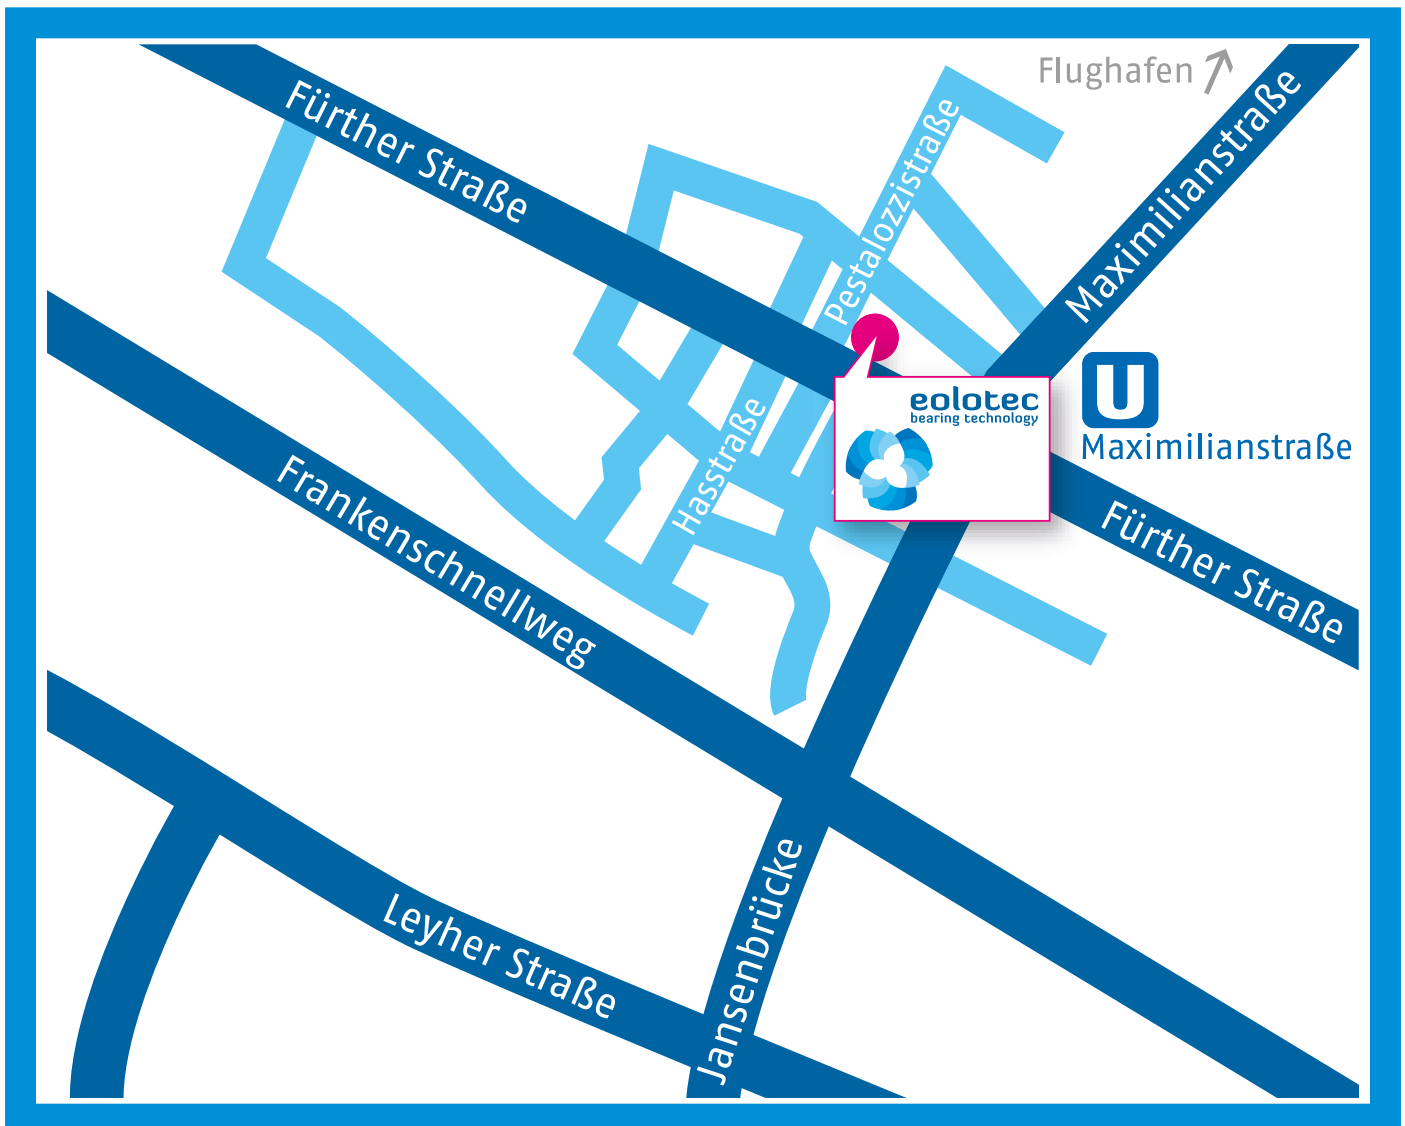 Flughafen
Fürther Straße
Maximilianstraße
Pestalozzistraße
eolotec
bearing technology
U
Maximilianstraße
Hasstraße
Frankenschnellweg
Fürther Straße
Jansenbrücke
Leyher Straße